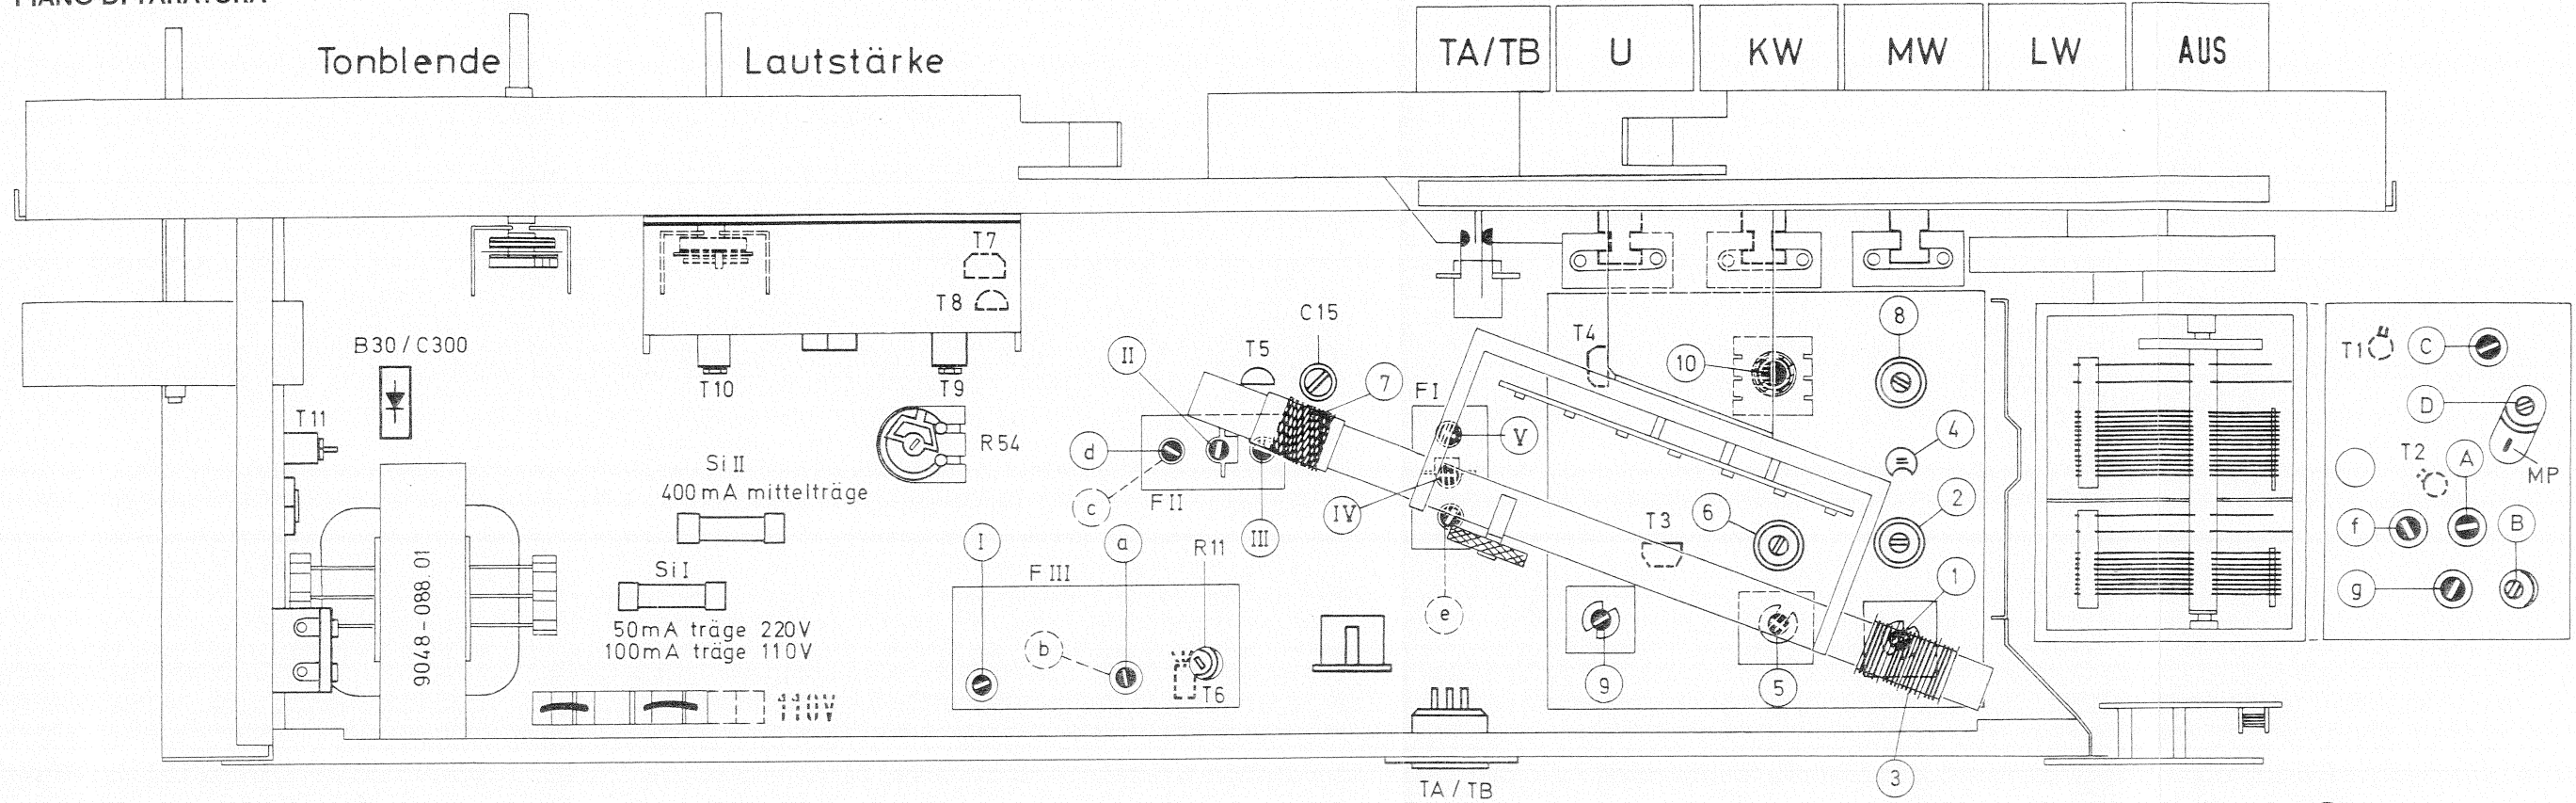 PIANO DI TARATURA
Tonblende
Lautstärke
TA/TB
U
KW
MW
LW
AUS
T7
T8
B30/C300
T10
T9
T11
R54
Si II
400mA mittelträge
Si I
50mA träge 220V
100mA träge 110V
9048-088.01
110V
II
T5
C15
7
d
c
F II
III
I
a
R11
F III
b
T6
F I
V
IV
e
T4
10
8
4
6
2
T3
1
9
5
3
TA / TB
T1
C
D
T2
A
MP
f
B
g